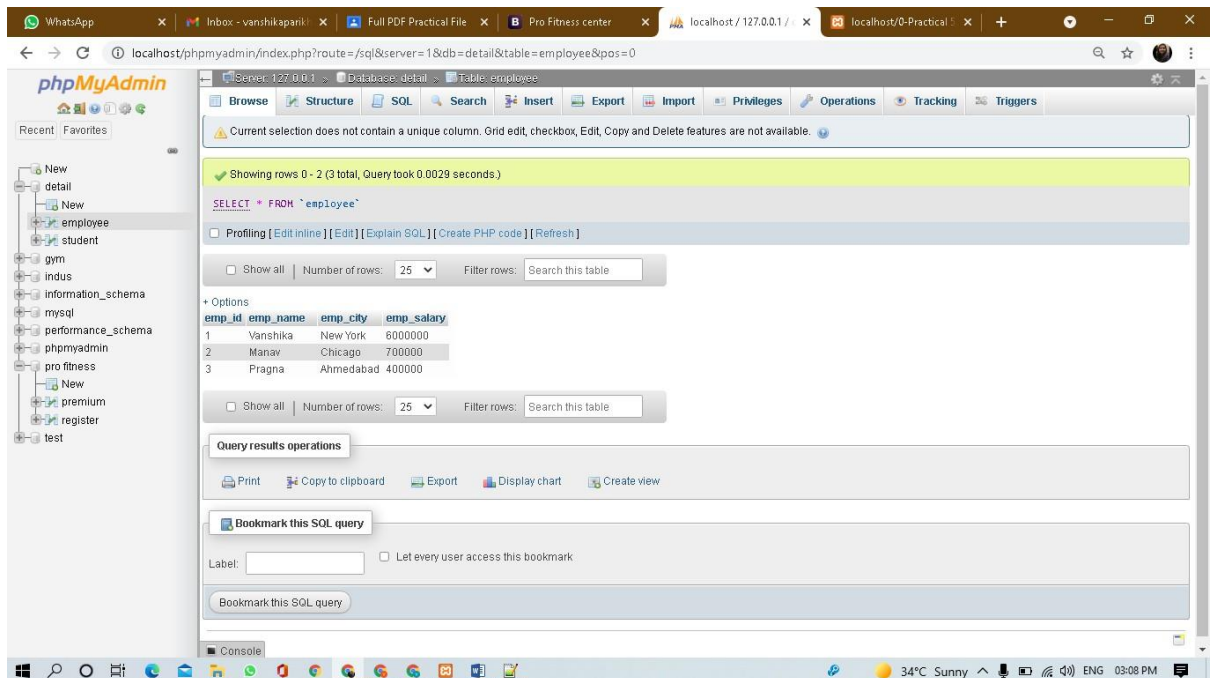 WhatsApp
Inbox - vanshikaparikh
Full PDF Practical File
Pro Fitness center
localhost / 127.0.0.1 /
localhost/0-Practical 5
localhost/phpmyadmin/index.php?route=/sql&server=1&db=detail&table=employee&pos=0
phpMyAdmin
Recent Favorites
New
detail
New
employee
student
gym
indus
information_schema
mysql
performance_schema
phpmyadmin
pro fitness
New
premium
register
test
Server: 127.0.0.1 » Database: detail » Table: employee
Browse Structure SQL Search Insert Export Import Privileges Operations Tracking Triggers
Current selection does not contain a unique column. Grid edit, checkbox, Edit, Copy and Delete features are not available.
Showing rows 0 - 2 (3 total, Query took 0.0029 seconds.)
SELECT * FROM `employee`
Profiling [ Edit inline ] [ Edit ] [ Explain SQL ] [ Create PHP code ] [ Refresh ]
Show all | Number of rows: 25 Filter rows: Search this table
+ Options
emp_id emp_name emp_city emp_salary
1 Vanshika New York 6000000
2 Manav Chicago 700000
3 Pragna Ahmedabad 400000
Show all | Number of rows: 25 Filter rows: Search this table
Query results operations
Print Copy to clipboard Export Display chart Create view
Bookmark this SQL query
Label: Let every user access this bookmark
Bookmark this SQL query
Console
34°C Sunny ENG 03:08 PM